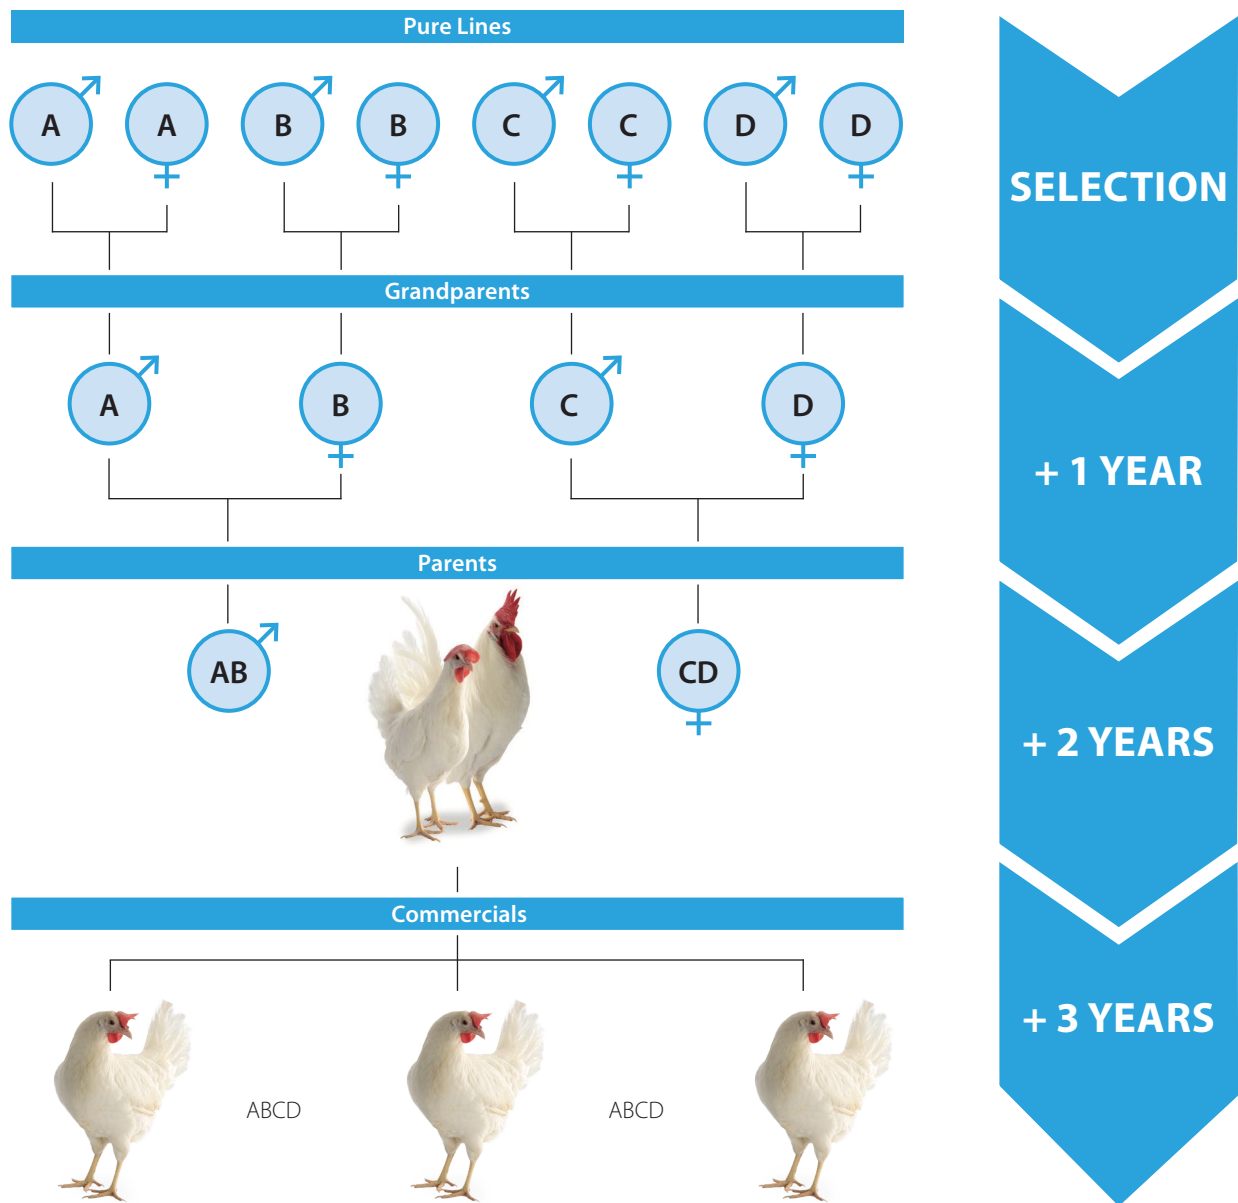 Pure Lines
A A B B C C D D
SELECTION
Grandparents
A B C D
+ 1 YEAR
Parents
AB CD
+ 2 YEARS
Commercials
+ 3 YEARS
ABCD ABCD